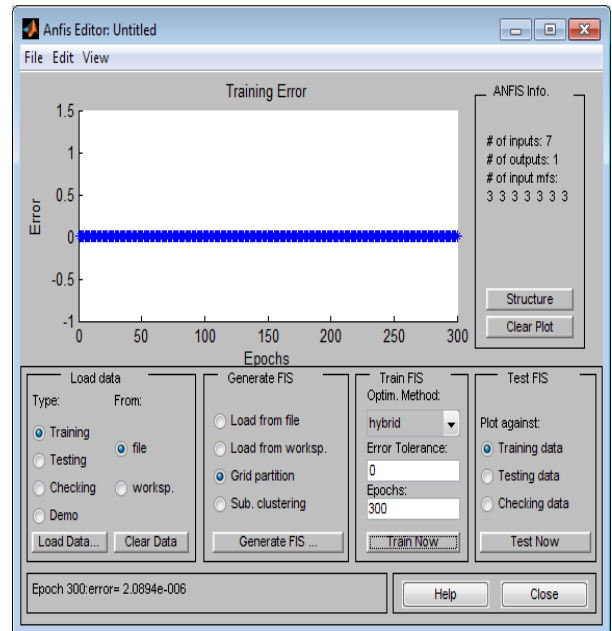 Anfis Editor: Untitled
File Edit View
Training Error
1.5
1
0.5
0
-0.5
-1
Error
0 50 100 150 200 250 300
Epochs
ANFIS Info.
# of inputs: 7
# of outputs: 1
# of input mfs:
3 3 3 3 3 3 3
Structure
Clear Plot
Load data
Type: From:
Training
file
Testing
Checking
worksp.
Demo
Load Data... Clear Data
Generate FIS
Load from file
Load from worksp.
Grid partition
Sub. clustering
Generate FIS ...
Train FIS
Optim. Method:
hybrid
Error Tolerance:
0
Epochs:
300
Train Now
Test FIS
Plot against:
Training data
Testing data
Checking data
Test Now
Epoch 300:error= 2.0894e-006
Help
Close